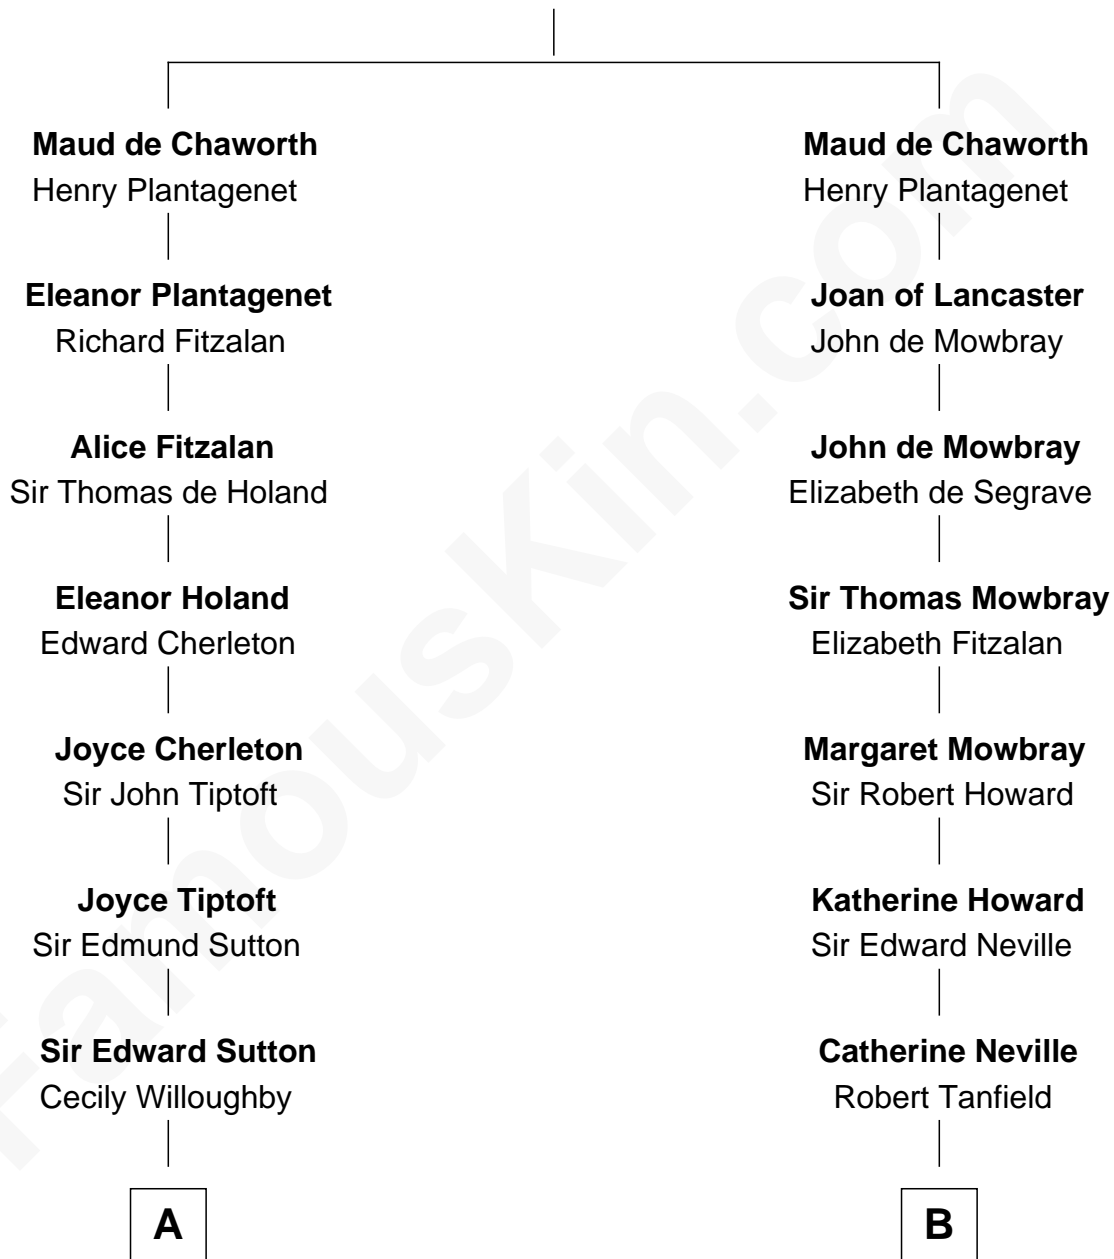 Maud de Chaworth
Henry Plantagenet
Eleanor Plantagenet
Richard Fitzalan
Alice Fitzalan
Sir Thomas de Holand
Eleanor Holand
Edward Cherleton
Joyce Cherleton
Sir John Tiptoft
Joyce Tiptoft
Sir Edmund Sutton
Sir Edward Sutton
Cecily Willoughby
A
Maud de Chaworth
Henry Plantagenet
Joan of Lancaster
John de Mowbray
John de Mowbray
Elizabeth de Segrave
Sir Thomas Mowbray
Elizabeth Fitzalan
Margaret Mowbray
Sir Robert Howard
Katherine Howard
Sir Edward Neville
Catherine Neville
Robert Tanfield
B
FamousKin.com